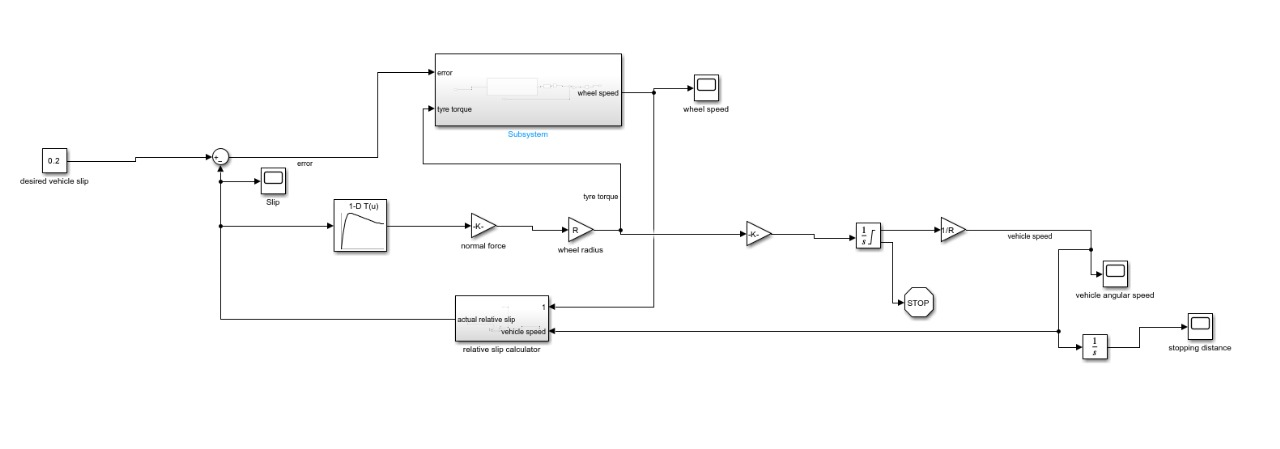 error
wheel speed
tyre torque
Subsystem
wheel speed
0.2
desired vehicle slip
+
-
error
Slip
1-D T(u)
-K-
normal force
R
wheel radius
tyre torque
-K-
1
s
STOP
1/R
vehicle speed
vehicle angular speed
1
actual relative slip
vehicle speed
relative slip calculator
1
s
stopping distance